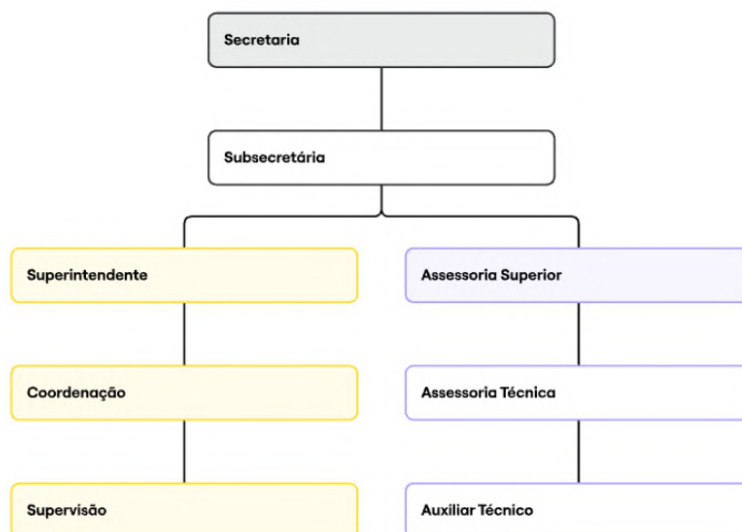 Secretaria
Subsecretária
Superintendente
Assessoria Superior
Coordenação
Assessoria Técnica
Supervisão
Auxiliar Técnico